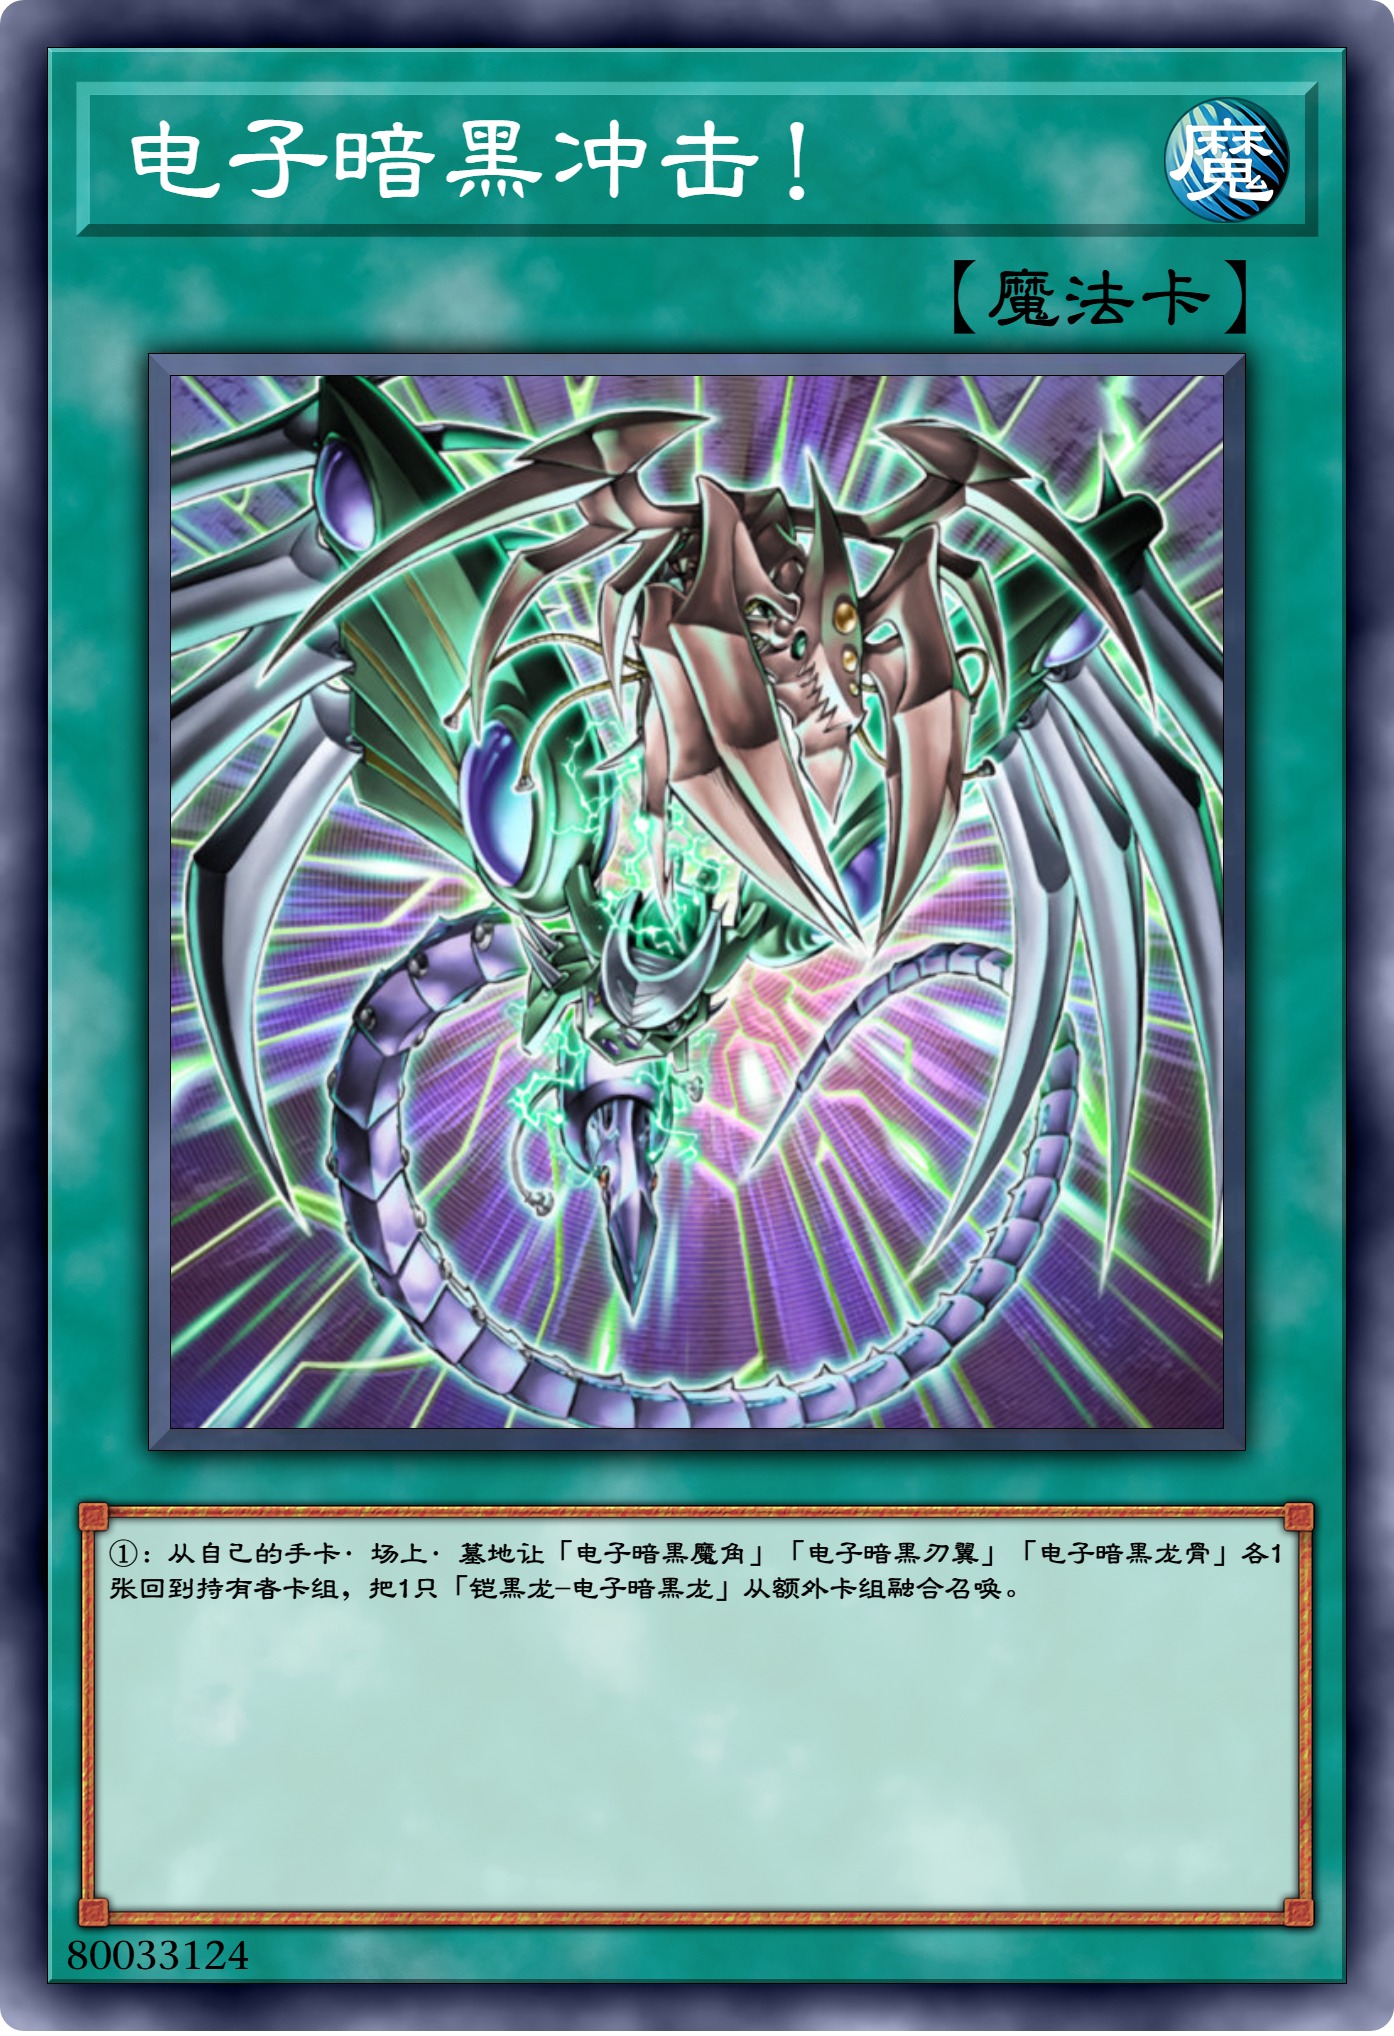 电子暗黑冲击!
魔
【魔法卡】
①：从自己的手卡·场上·墓地让「电子暗黑魔角」「电子暗黑刃翼」「电子暗黑龙骨」各1
张回到持有者卡组，把1只「铠黑龙-电子暗黑龙」从额外卡组融合召唤。
80033124